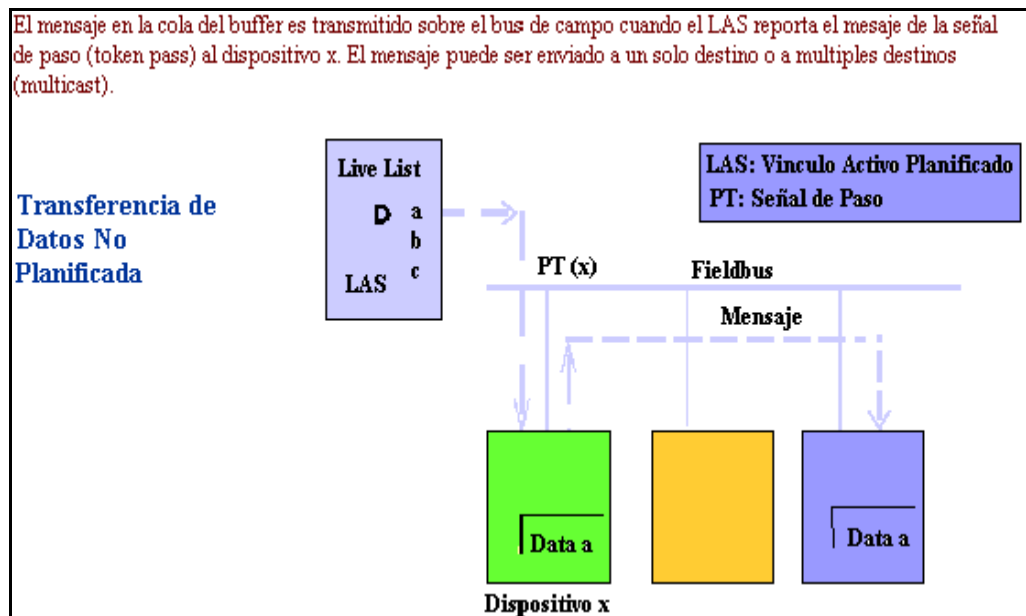 El mensaje en la cola del buffer es transmitido sobre el bus de campo cuando el LAS reporta el mesaje de la señal
de paso (token pass) al dispositivo x. El mensaje puede ser enviado a un solo destino o a multiples destinos
(multicast).
Live List
D a
b
c
LAS
LAS: Vinculo Activo Planificado
PT: Señal de Paso
Transferencia de
Datos No
Planificada
PT (x)
Fieldbus
Mensaje
Data a
Data a
Dispositivo x